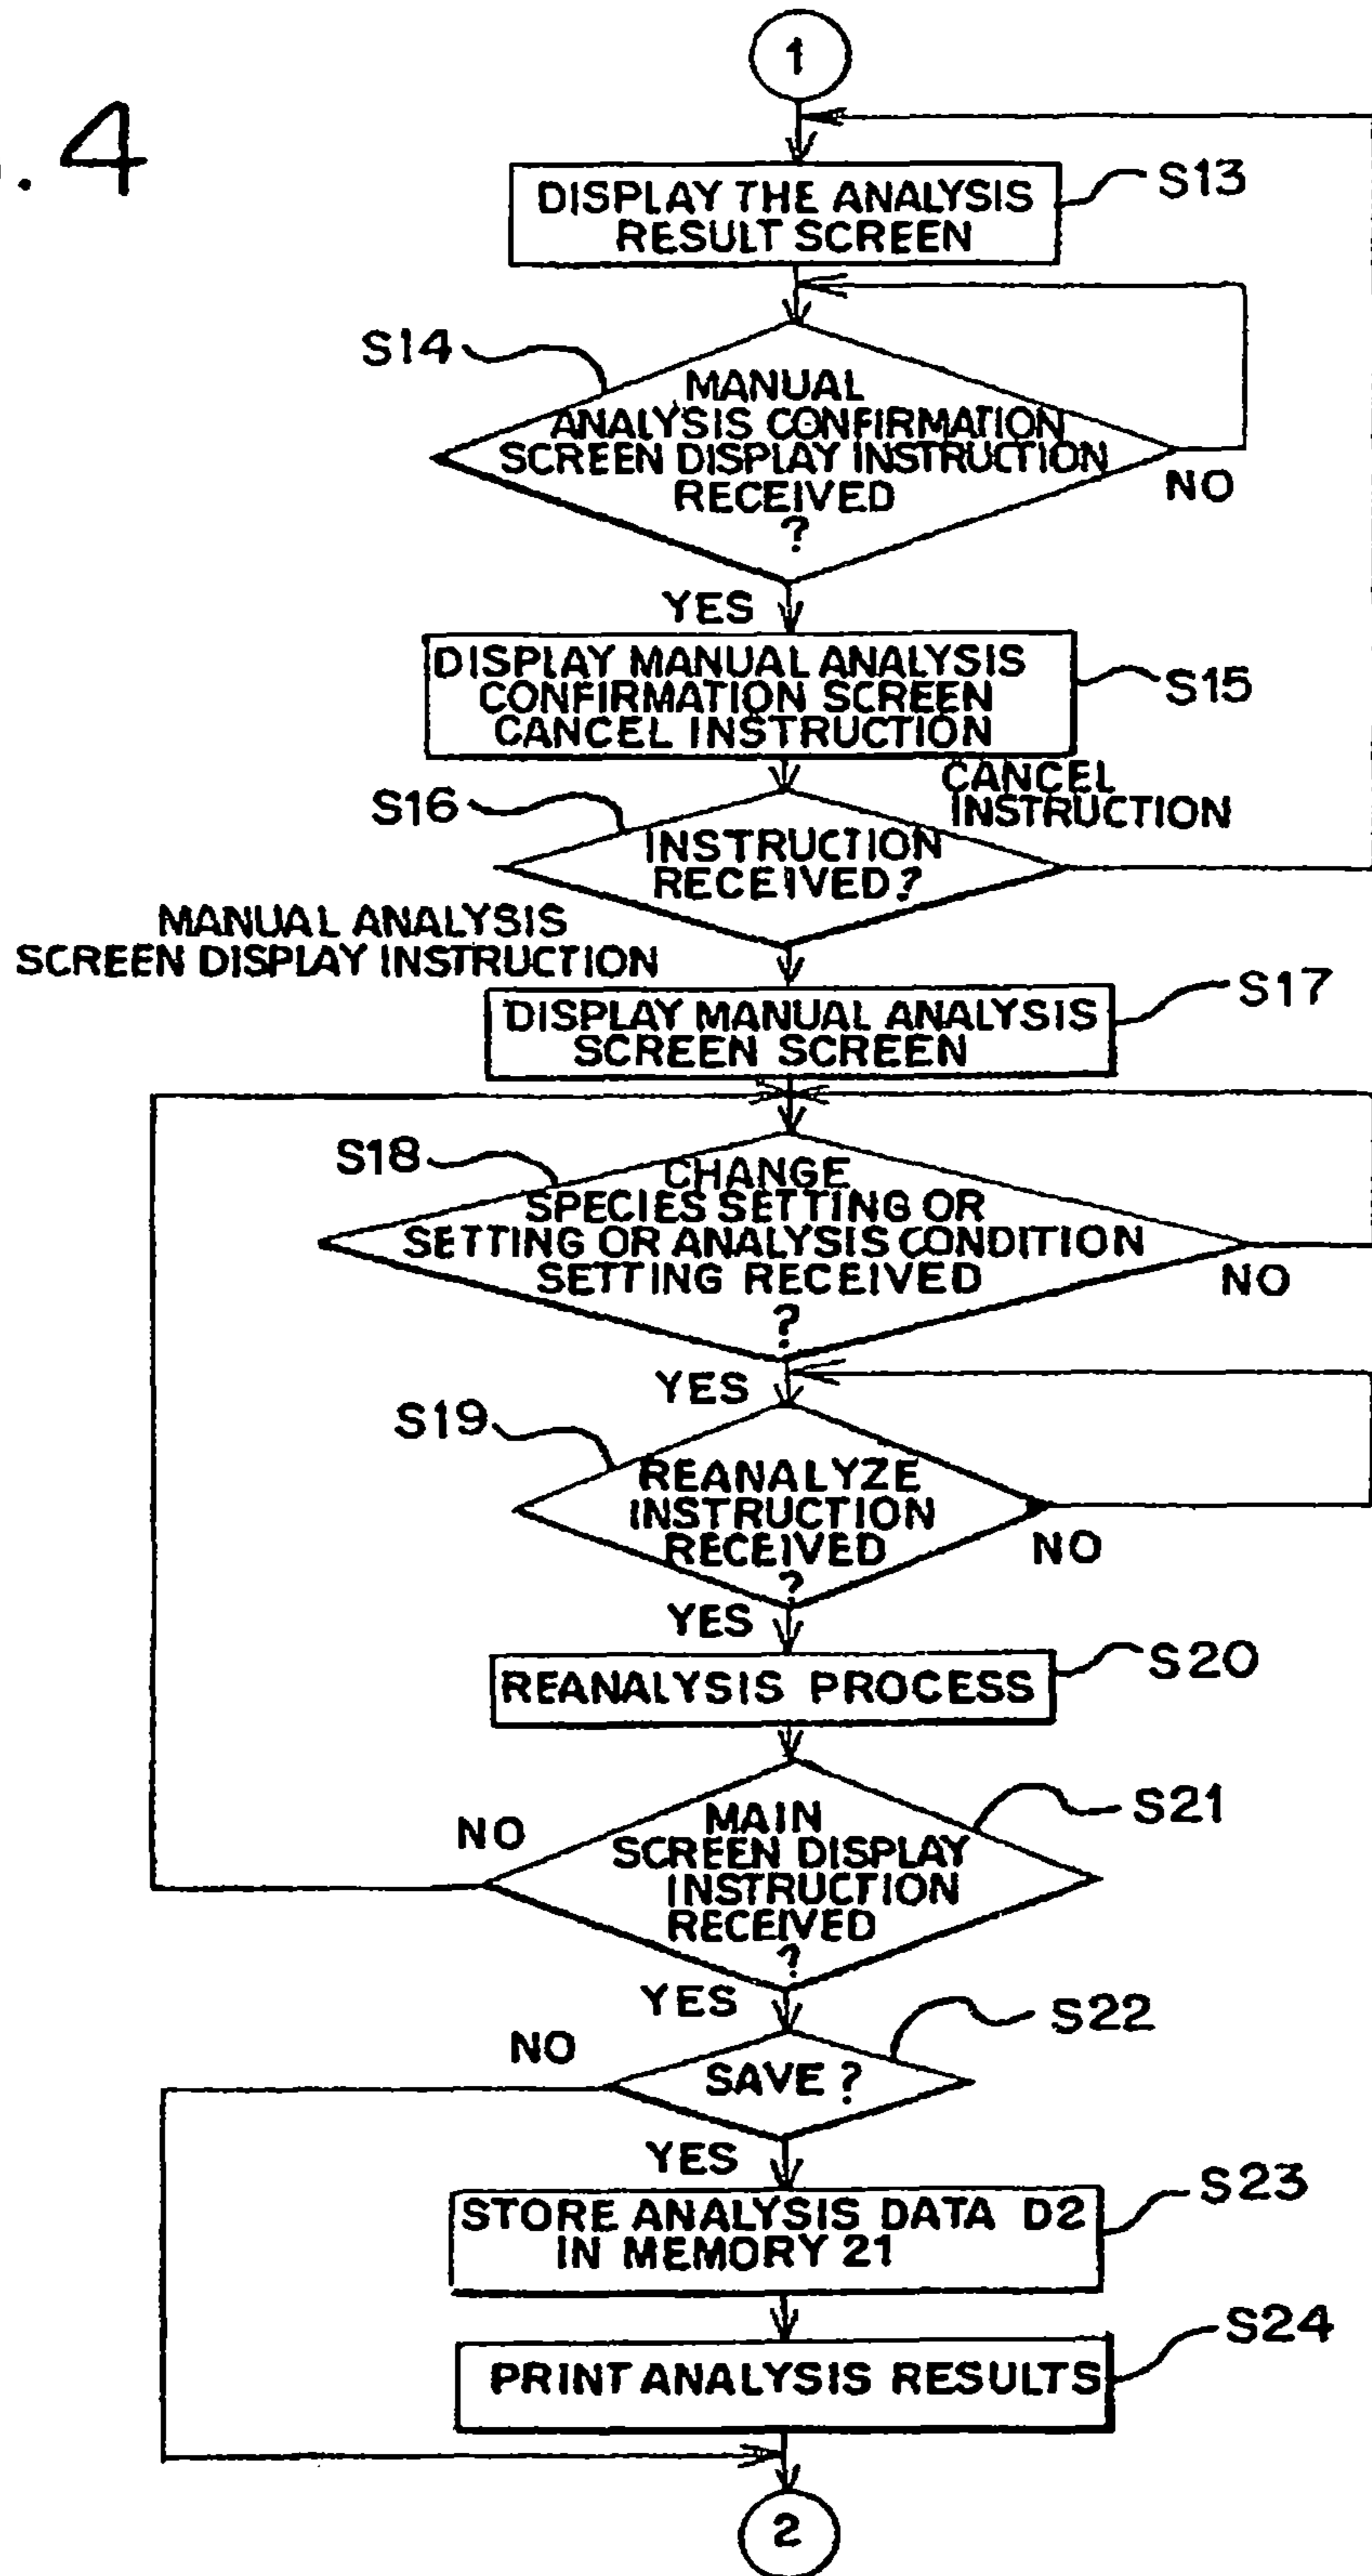 . 4
1
DISPLAY THE ANALYSIS
RESULT SCREEN
S13
S14
MANUAL
ANALYSIS CONFIRMATION
SCREEN DISPLAY INSTRUCTION
RECEIVED
?
NO
YES
DISPLAY MANUAL ANALYSIS
CONFIRMATION SCREEN
CANCEL INSTRUCTION
S15
CANCEL
INSTRUCTION
S16
INSTRUCTION
RECEIVED?
MANUAL ANALYSIS
SCREEN DISPLAY INSTRUCTION
DISPLAY MANUAL ANALYSIS
SCREEN SCREEN
S17
S18
CHANGE
SPECIES SETTING OR
SETTING OR ANALYSIS CONDITION
SETTING RECEIVED
?
NO
YES
S19
REANALYZE
INSTRUCTION
RECEIVED
?
NO
YES
REANALYSIS PROCESS
S20
MAIN
SCREEN DISPLAY
INSTRUCTION
RECEIVED
?
S21
NO
YES
SAVE ?
S22
NO
YES
STORE ANALYSIS DATA D2
IN MEMORY 21
S23
PRINT ANALYSIS RESULTS
S24
2